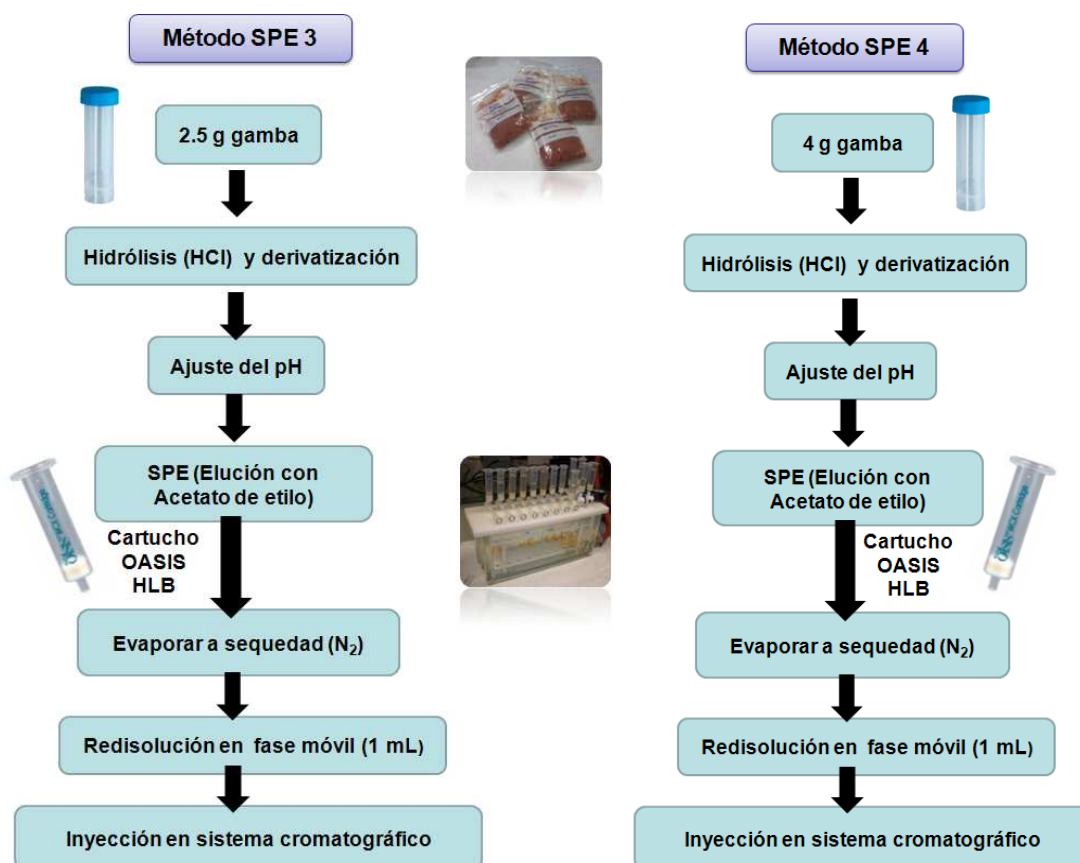 Método SPE 3
2.5 g gamba
Hidrólisis (HCl) y derivatización
Ajuste del pH
SPE (Elución con
Acetato de etilo)
Cartucho
OASIS
HLB
Evaporar a sequedad (N₂)
Redisolución en fase móvil (1 mL)
Inyección en sistema cromatográfico
Método SPE 4
4 g gamba
Hidrólisis (HCl) y derivatización
Ajuste del pH
SPE (Elución con
Acetato de etilo)
Cartucho
OASIS
HLB
Evaporar a sequedad (N₂)
Redisolución en fase móvil (1 mL)
Inyección en sistema cromatográfico